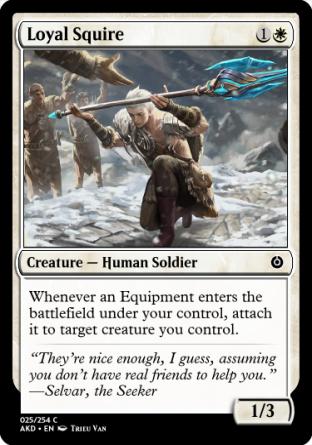 Loyal Squire 1
Creature — Human Soldier
Whenever an Equipment enters the
battlefield under your control, attach
it to target creature you control.
“They’re nice enough, I guess, assuming
you don’t have real friends to help you.”
—Selvar, the Seeker
1/3
025/254 C
AKD • EN Trieu Van